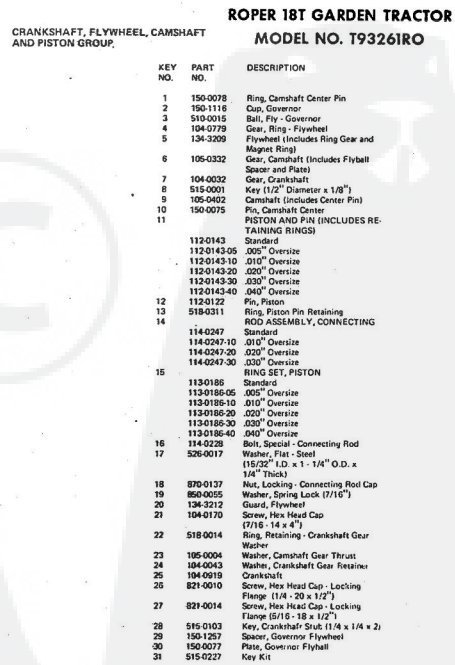 ROPER 18T GARDEN TRACTOR
CRANKSHAFT, FLYWHEEL, CAMSHAFT
AND PISTON GROUP.
MODEL NO. T93261RO
KEY PART DESCRIPTION
NO. NO.
1 150-0078 Ring, Camshaft Center Pin
2 150-1116 Cup, Governor
3 510-0015 Ball, Fly - Governor
4 104-0779 Gear, Ring - Flywheel
5 134-3209 Flywheel (Includes Ring Gear and
Magnet Ring)
6 105-0332 Gear, Camshaft (Includes Flyball
Spacer and Plate)
7 104-0032 Gear, Crankshaft
8 515-0001 Key (1/2" Diameter x 1/8")
9 105-0402 Camshaft (Includes Center Pin)
10 150-0075 Pin, Camshaft Center
11 PISTON AND PIN (INCLUDES RE-
TAINING RINGS)
112-0143 Standard
112-0143-05 .005" Oversize
112-0143-10 .010" Oversize
112-0143-20 .020" Oversize
112-0143-30 .030" Oversize
112-0143-40 .040" Oversize
12 112-0122 Pin, Piston
13 518-0311 Ring, Piston Pin Retaining
14 ROD ASSEMBLY, CONNECTING
114-0247 Standard
114-0247-10 .010" Oversize
114-0247-20 .020" Oversize
114-0247-30 .030" Oversize
15 RING SET, PISTON
113-0186 Standard
113-0186-05 .005" Oversize
113-0186-10 .010" Oversize
113-0186-20 .020" Oversize
113-0186-30 .030" Oversize
113-0186-40 .040" Oversize
16 114-0228 Bolt, Special - Connecting Rod
17 526-0017 Washer, Flat - Steel
(15/32" I.D. x 1 - 1/4" O.D. x
1/4" Thick)
18 870-0137 Nut, Locking - Connecting Rod Cap
19 850-0055 Washer, Spring Lock (7/16")
20 134-3212 Guard, Flywheel
21 104-0170 Screw, Hex Head Cap
(7/16 - 14 x 4")
22 518-0014 Ring, Retaining - Crankshaft Gear
Washer
23 105-0004 Washer, Camshaft Gear Thrust
24 104-0043 Washer, Crankshaft Gear Retainer
25 104-0919 Crankshaft
26 821-0010 Screw, Hex Head Cap - Locking
Flange (1/4 - 20 x 1/2")
27 821-0014 Screw, Hex Head Cap - Locking
Flange (5/16 - 18 x 1/2")
28 515-0103 Key, Crankshaft Stub (1/4 x 1/4 x 2)
29 150-1257 Spacer, Governor Flywheel
30 150-0077 Plate, Governor Flyball
31 515-0227 Key Kit